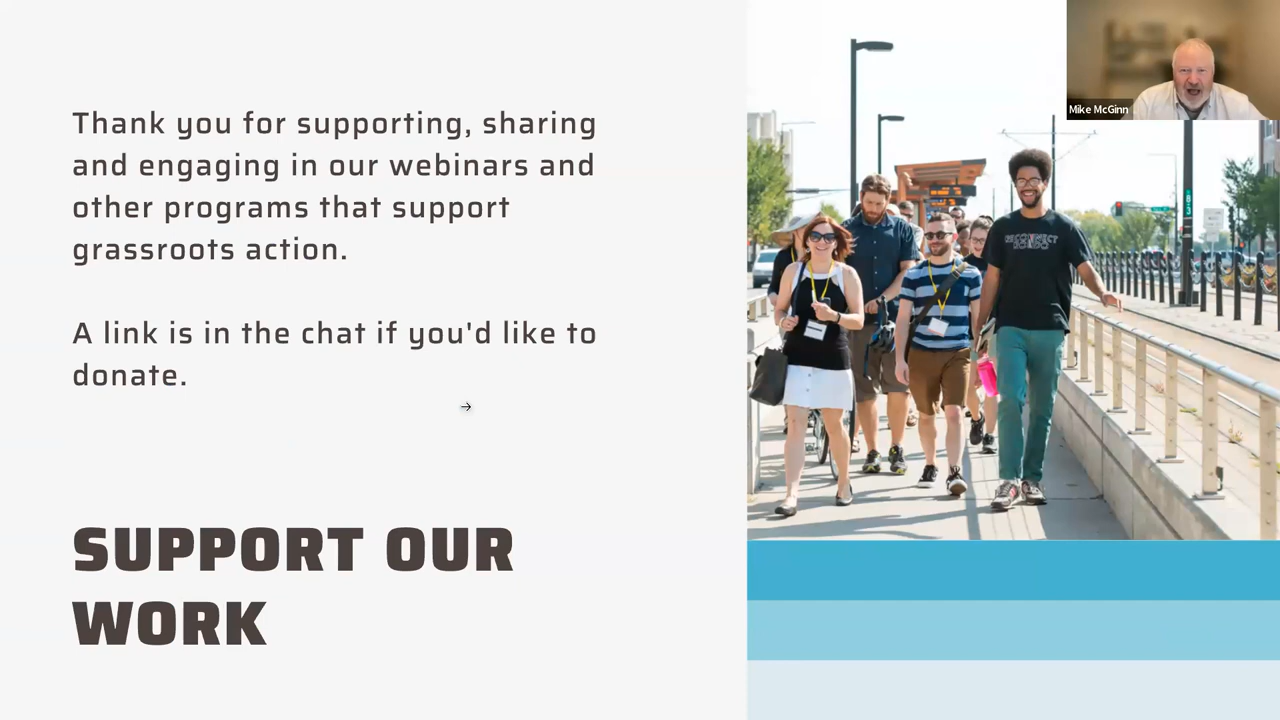 Thank you for supporting, sharing
and engaging in our webinars and
other programs that support
grassroots action.
A link is in the chat if you'd like to
donate.
SUPPORT OUR
WORK
Mike McGinn